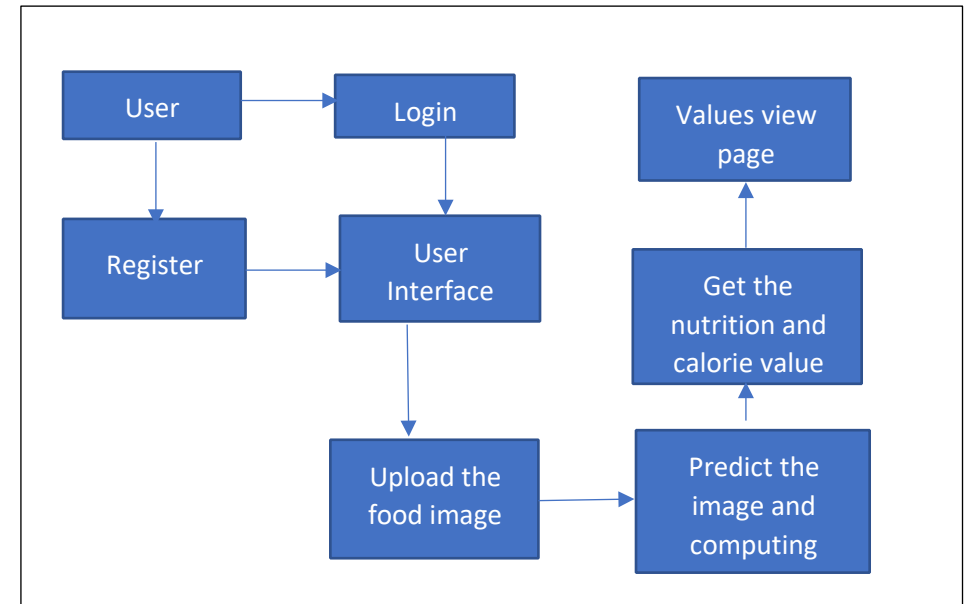 User
Login
Values view
page
Register
User
Interface
Get the
nutrition and
calorie value
Upload the
food image
Predict the
image and
computing